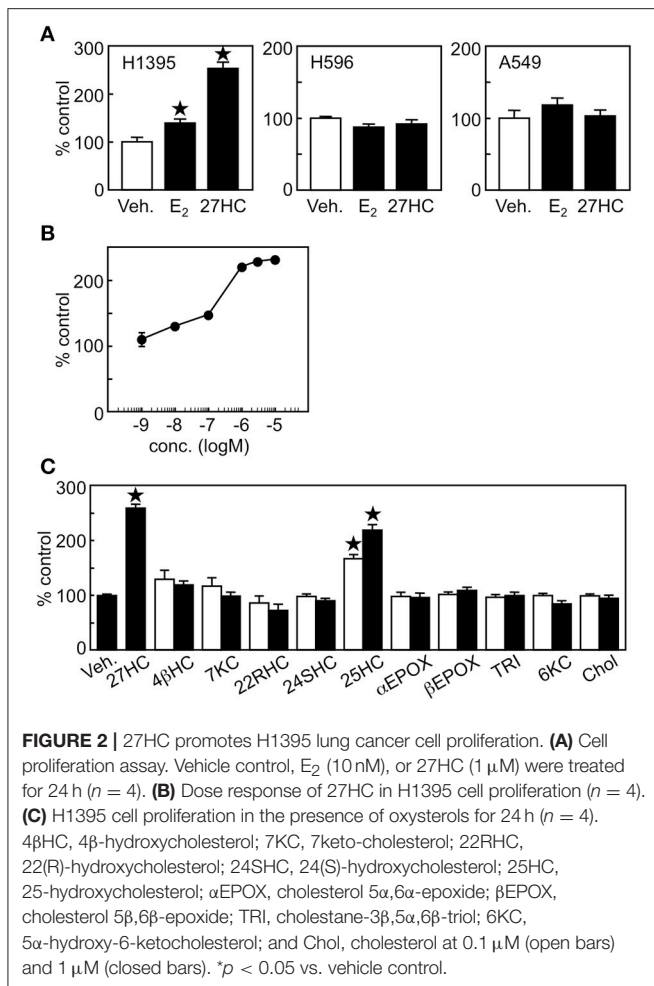 A
H1395
H596
A549
% control
300
200
100
0
200
100
0
200
100
0
Veh. E2 27HC
Veh. E2 27HC
Veh. E2 27HC
B
% control
200
100
0
-9 -8 -7 -6 -5
conc. (logM)
C
% control
300
200
100
0
Veh. 27HC 4βHC 7KC 22RHC 24SHC 25HC αEPOX βEPOX TRI 6KC Chol
FIGURE 2 | 27HC promotes H1395 lung cancer cell proliferation. (A) Cell
proliferation assay. Vehicle control, E2 (10 nM), or 27HC (1 μM) were treated
for 24 h (n = 4). (B) Dose response of 27HC in H1395 cell proliferation (n = 4).
(C) H1395 cell proliferation in the presence of oxysterols for 24 h (n = 4).
4βHC, 4β-hydroxycholesterol; 7KC, 7keto-cholesterol; 22RHC,
22(R)-hydroxycholesterol; 24SHC, 24(S)-hydroxycholesterol; 25HC,
25-hydroxycholesterol; αEPOX, cholesterol 5α,6α-epoxide; βEPOX,
cholesterol 5β,6β-epoxide; TRI, cholestane-3β,5α,6β-triol; 6KC,
5α-hydroxy-6-ketocholesterol; and Chol, cholesterol at 0.1 μM (open bars)
and 1 μM (closed bars). *p < 0.05 vs. vehicle control.